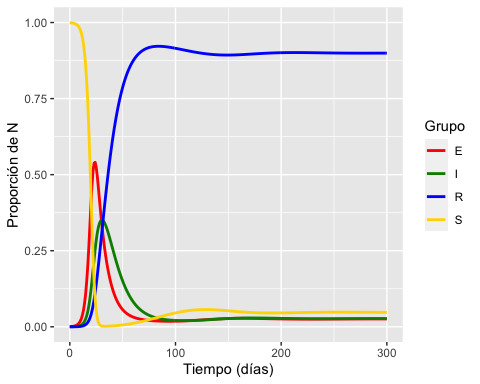 1.00
0.75
0.50
0.25
0.00
Proporción de N
0
100
200
300
Tiempo (días)
Grupo
E
I
R
S